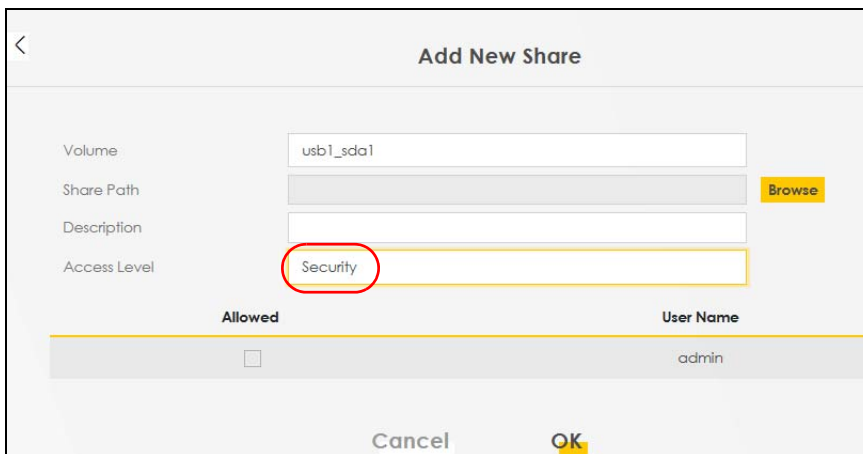 Add New Share
Volume usb1_sda1
Share Path Browse
Description
Access Level Security
Allowed User Name
admin
Cancel OK